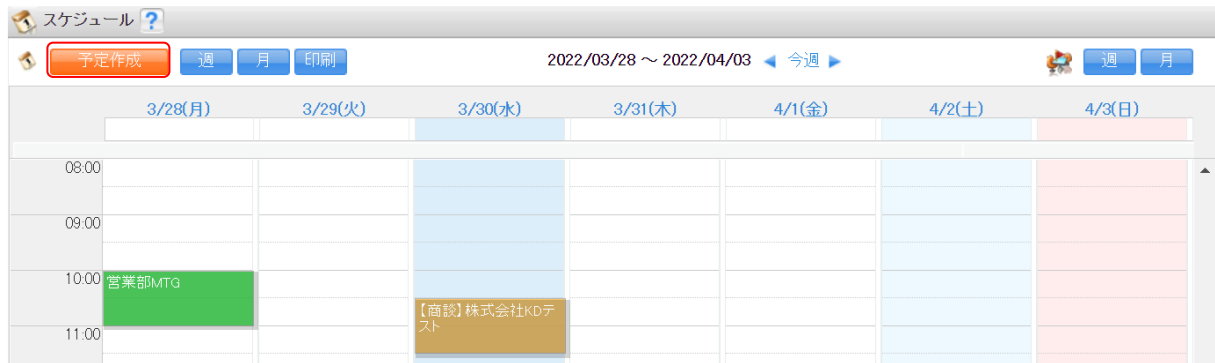 スケジュール ?
予定作成 週 月 印刷 2022/03/28 ～ 2022/04/03 今週 週 月
3/28(月) 3/29(火) 3/30(水) 3/31(木) 4/1(金) 4/2(土) 4/3(日)
08:00
09:00
10:00 営業部MTG
【商談】株式会社KDテ
スト
11:00